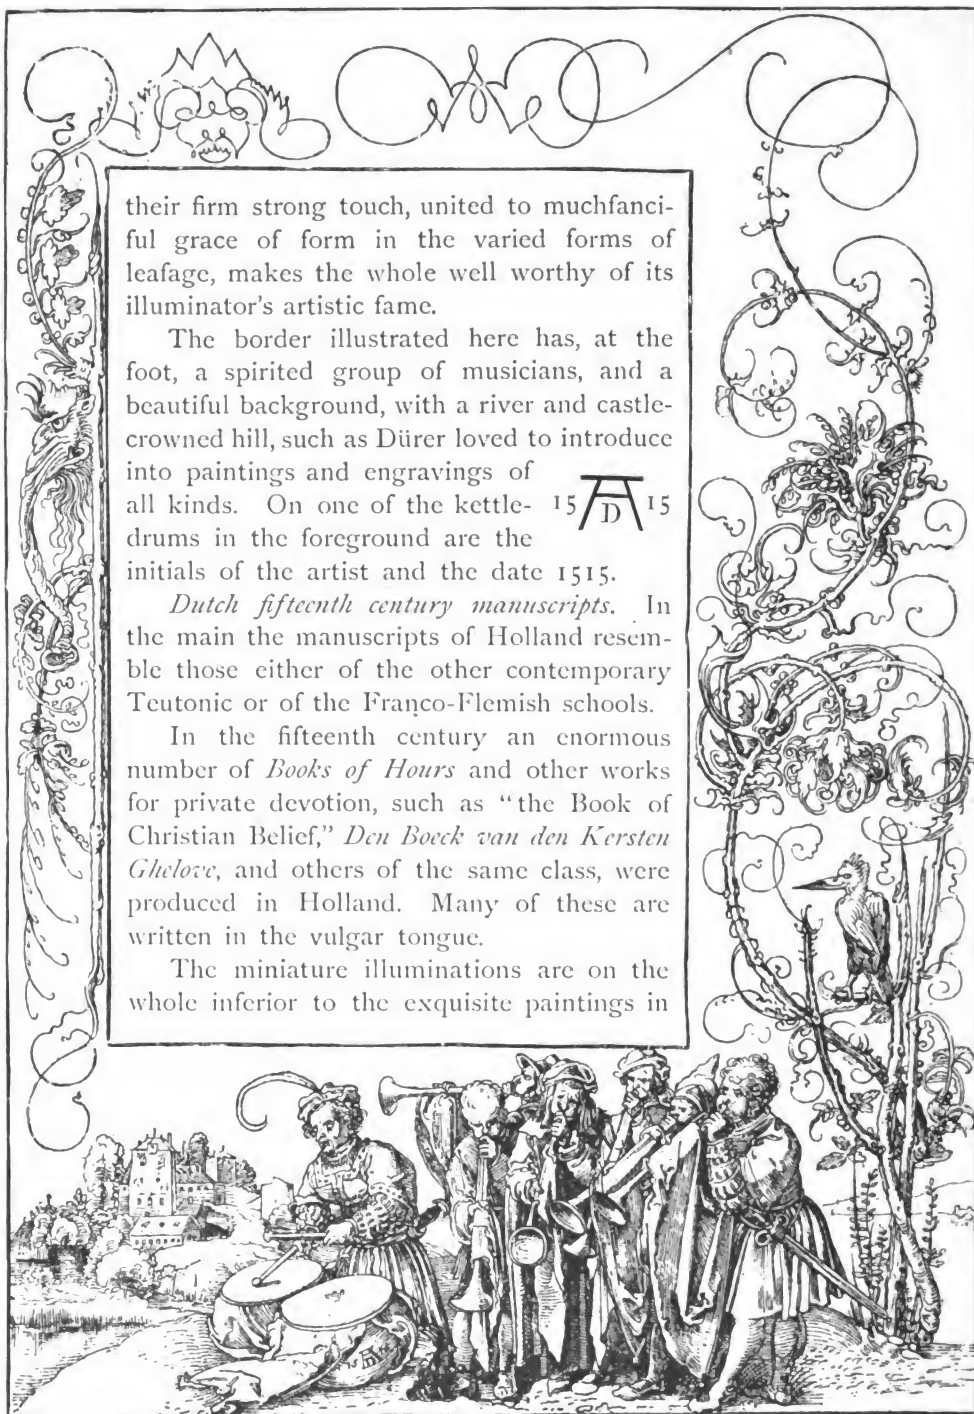 their firm strong touch, united to muchfanci-
ful grace of form in the varied forms of
leafage, makes the whole well worthy of its
illuminator's artistic fame.
The border illustrated here has, at the
foot, a spirited group of musicians, and a
beautiful background, with a river and castle-
crowned hill, such as Dürer loved to introduce
into paintings and engravings of
all kinds. On one of the kettle-
drums in the foreground are the
initials of the artist and the date 1515.
15 AD 15
Dutch fifteenth century manuscripts. In
the main the manuscripts of Holland resem-
ble those either of the other contemporary
Teutonic or of the Franco-Flemish schools.
In the fifteenth century an enormous
number of Books of Hours and other works
for private devotion, such as "the Book of
Christian Belief," Den Boeck van den Kersten
Ghelove, and others of the same class, were
produced in Holland. Many of these are
written in the vulgar tongue.
The miniature illuminations are on the
whole inferior to the exquisite paintings in
AD